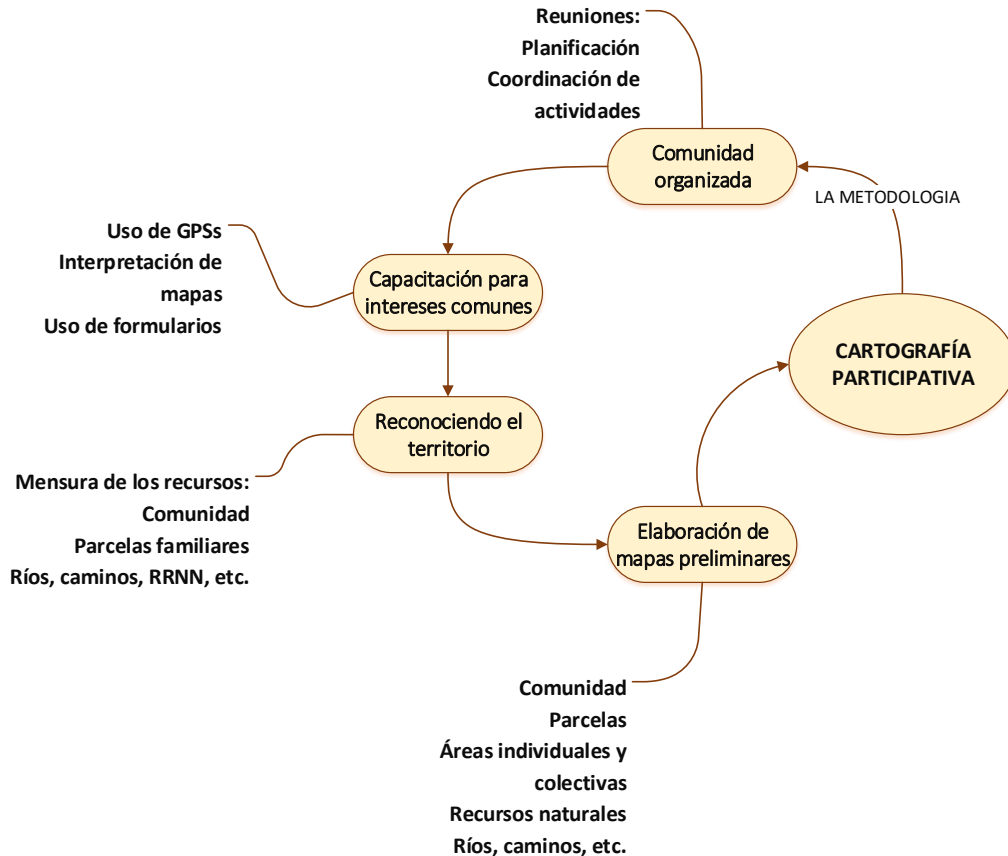 Reuniones:
Planificación
Coordinación de
actividades
Comunidad
organizada
LA METODOLOGIA
Uso de GPSs
Interpretación de
mapas
Uso de formularios
Capacitación para
intereses comunes
CARTOGRAFÍA
PARTICIPATIVA
Reconociendo el
territorio
Mensura de los recursos:
Comunidad
Parcelas familiares
Ríos, caminos, RRNN, etc.
Elaboración de
mapas preliminares
Comunidad
Parcelas
Áreas individuales y
colectivas
Recursos naturales
Ríos, caminos, etc.